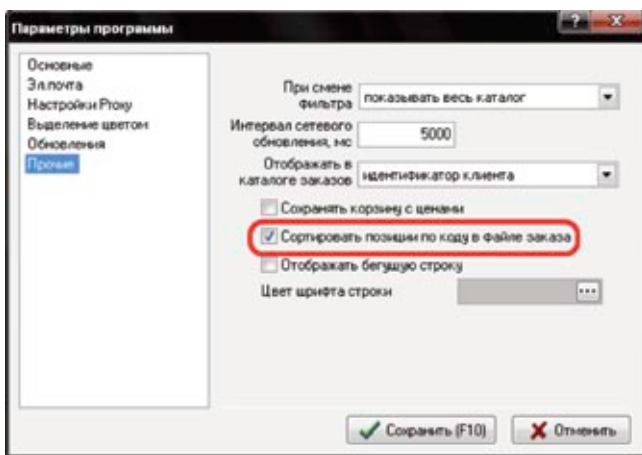 Параметры программы
Основные
Эл.почта
Настройки Proxy
Выделение цветом
Обновления
Прочие
При смене
фильтра
показывать весь каталог
Интервал сетевого
обновления, мс
5000
Отображать в
каталоге заказов
идентификатор клиента
Сохранять корзину с ценами
Сортировать позиции по коду в файле заказа
Отображать бегущую строку
Цвет шрифта строки
...
Сохранить (F10)
Отменить